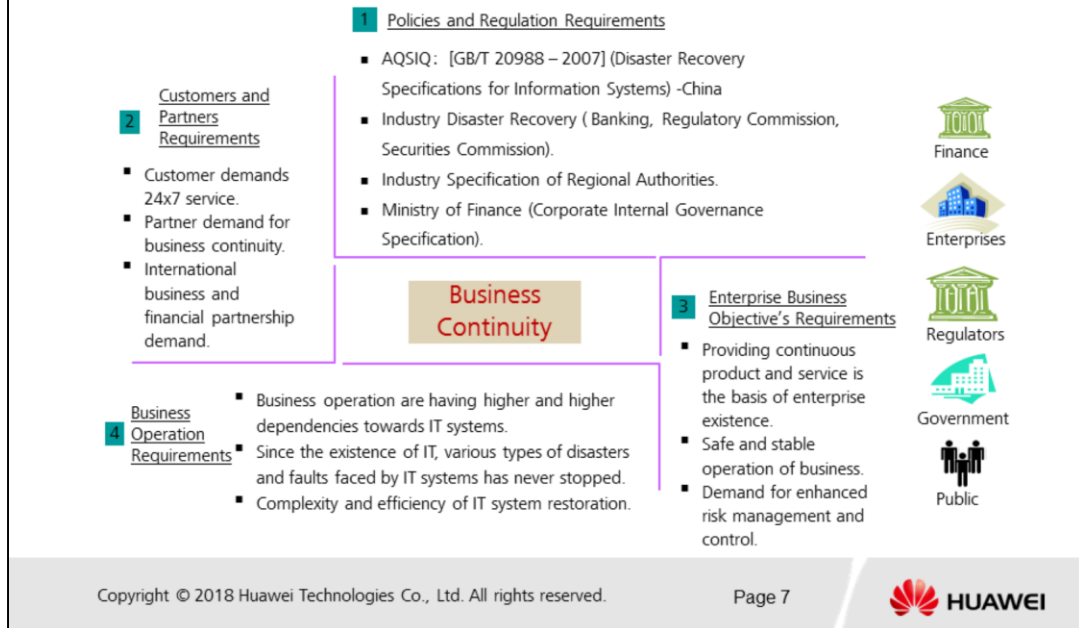 1 Policies and Regulation Requirements
▪ AQSIQ： [GB/T 20988 – 2007] (Disaster Recovery
Specifications for Information Systems) -China
▪ Industry Disaster Recovery ( Banking, Regulatory Commission,
Securities Commission).
▪ Industry Specification of Regional Authorities.
▪ Ministry of Finance (Corporate Internal Governance
Specification).
2 Customers and
Partners
Requirements
▪ Customer demands
24x7 service.
▪ Partner demand for
business continuity.
▪ International
business and
financial partnership
demand.
Business
Continuity
3 Enterprise Business
Objective's Requirements
▪ Providing continuous
product and service is
the basis of enterprise
existence.
▪ Safe and stable
operation of business.
▪ Demand for enhanced
risk management and
control.
4 Business
Operation
Requirements
▪ Business operation are having higher and higher
dependencies towards IT systems.
▪ Since the existence of IT, various types of disasters
and faults faced by IT systems has never stopped.
▪ Complexity and efficiency of IT system restoration.
Finance
Enterprises
Regulators
Government
Public
Copyright © 2018 Huawei Technologies Co., Ltd. All rights reserved.
Page 7
HUAWEI